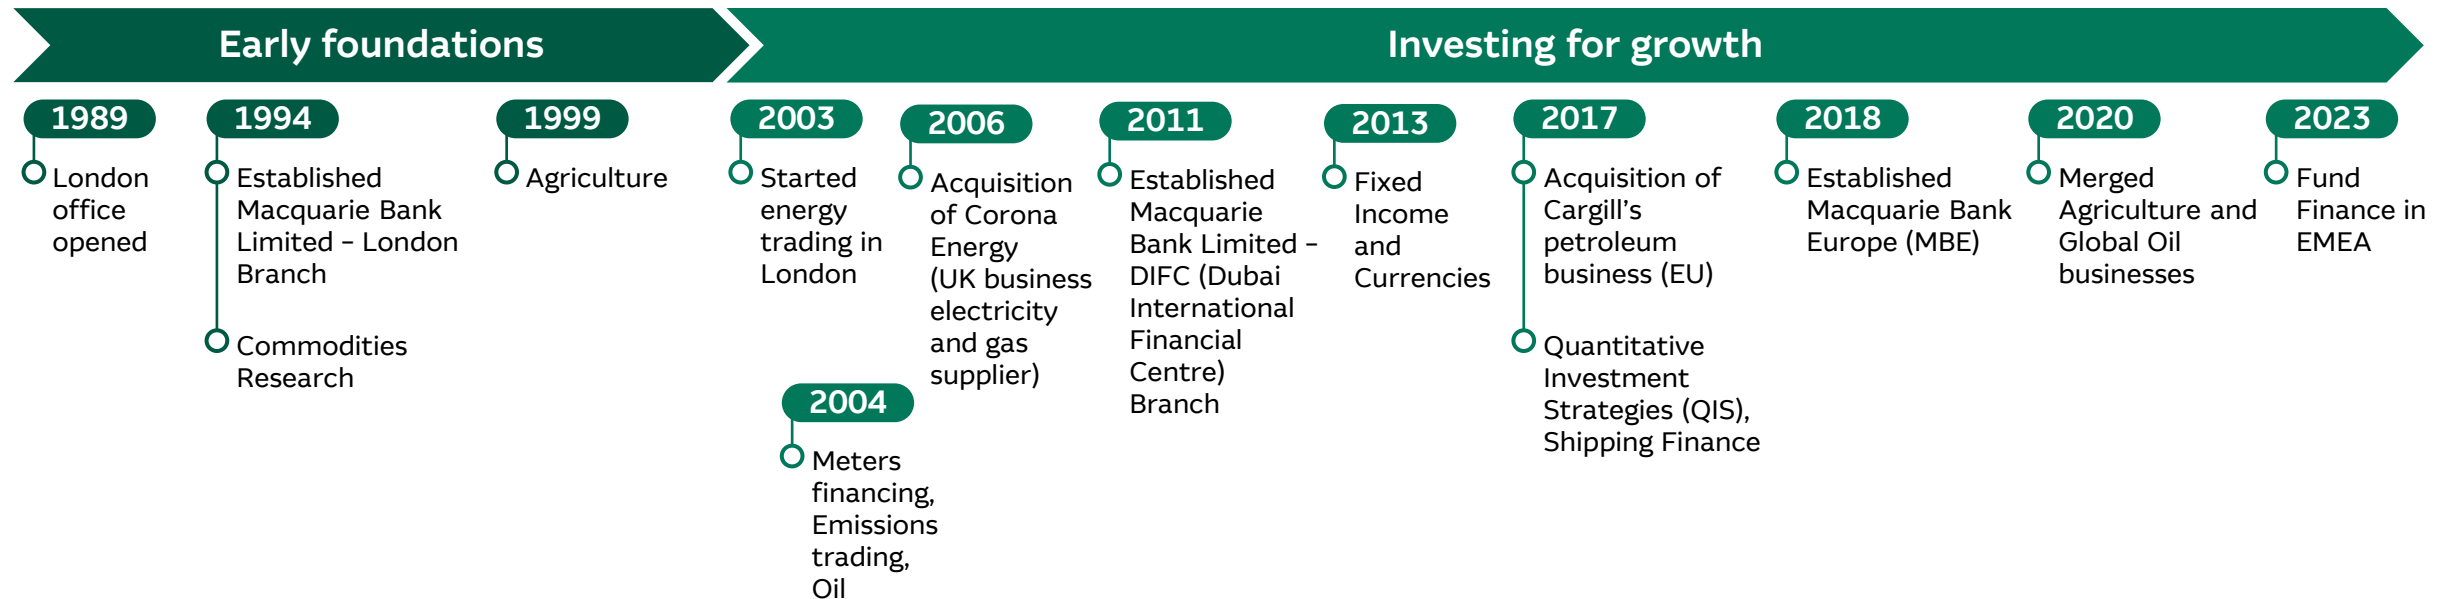 Early foundations
Investing for growth
1989
London
office
opened
1994
Established
Macquarie Bank
Limited – London
Branch
Commodities
Research
1999
Agriculture
2003
Started
energy
trading in
London
2004
Meters
financing,
Emissions
trading,
Oil
2006
Acquisition
of Corona
Energy
(UK business
electricity
and gas
supplier)
2011
Established
Macquarie
Bank Limited –
DIFC (Dubai
International
Financial
Centre)
Branch
2013
Fixed
Income
and
Currencies
2017
Acquisition of
Cargill’s
petroleum
business (EU)
Quantitative
Investment
Strategies (QIS),
Shipping Finance
2018
Established
Macquarie Bank
Europe (MBE)
2020
Merged
Agriculture and
Global Oil
businesses
2023
Fund
Finance in
EMEA